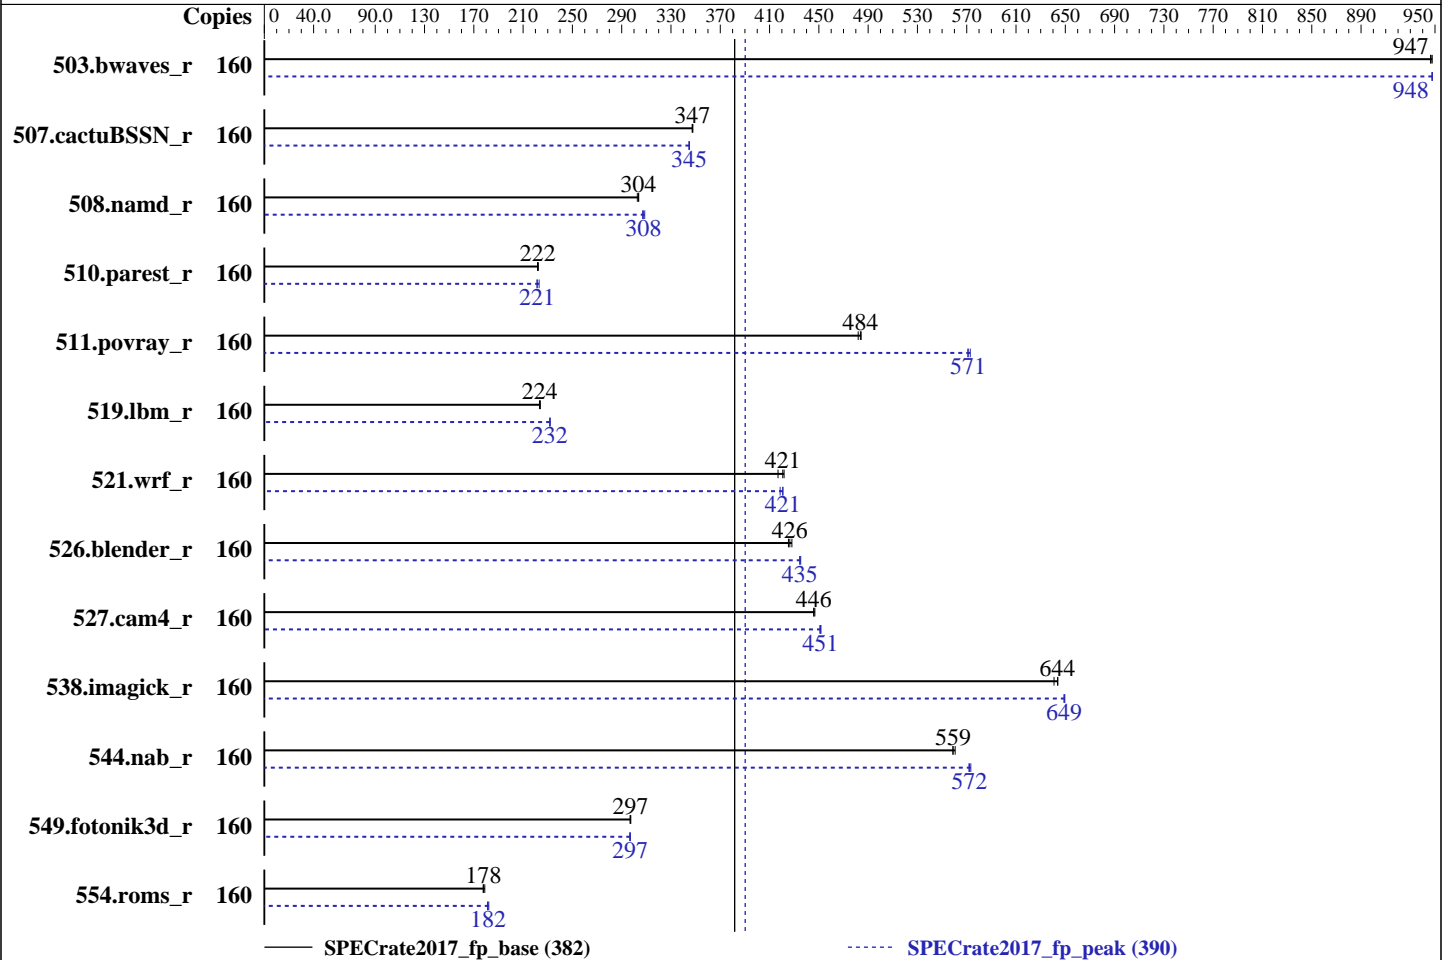 Copies 0 40.0 90.0 130 170 210 250 290 330 370 410 450 490 530 570 610 650 690 730 770 810 850 890 950
503.bwaves_r 160 947
948
507.cactuBSSN_r 160 347
345
508.namd_r 160 304
308
510.parest_r 160 222
221
511.povray_r 160 484
571
519.lbm_r 160 224
232
521.wrf_r 160 421
421
526.blender_r 160 426
435
527.cam4_r 160 446
451
538.imagick_r 160 644
649
544.nab_r 160 559
572
549.fotonik3d_r 160 297
297
554.roms_r 160 178
182
SPECrate2017_fp_base (382) SPECrate2017_fp_peak (390)